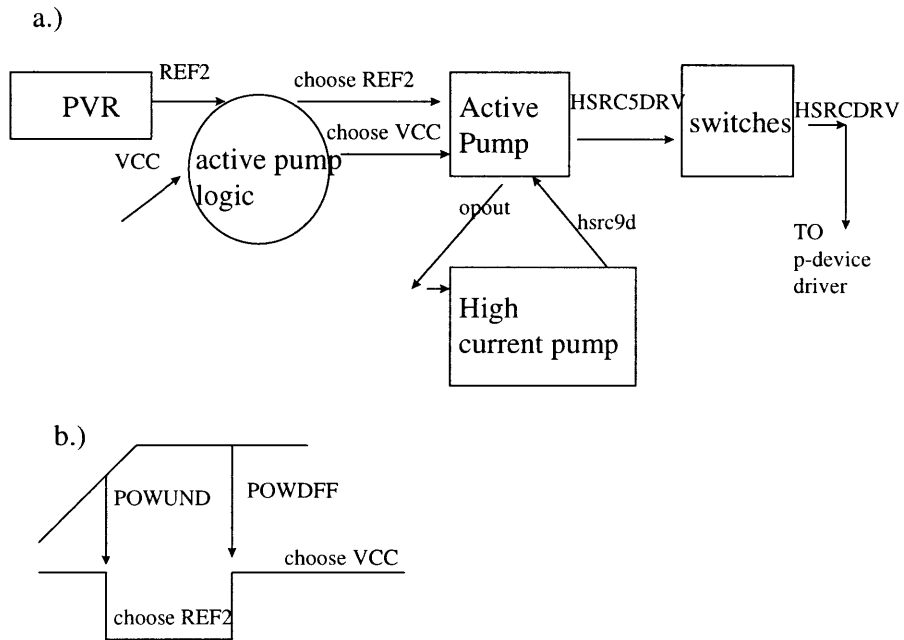 a.)
REF2
PVR
choose REF2
choose VCC
VCC
active pump
logic
Active
Pump
HSRC5DRV
switches
HSRCDRV
opout
hsrc9d
TO
p-device
driver
High
current pump
b.)
POWUND
POWDFF
choose VCC
choose REF2